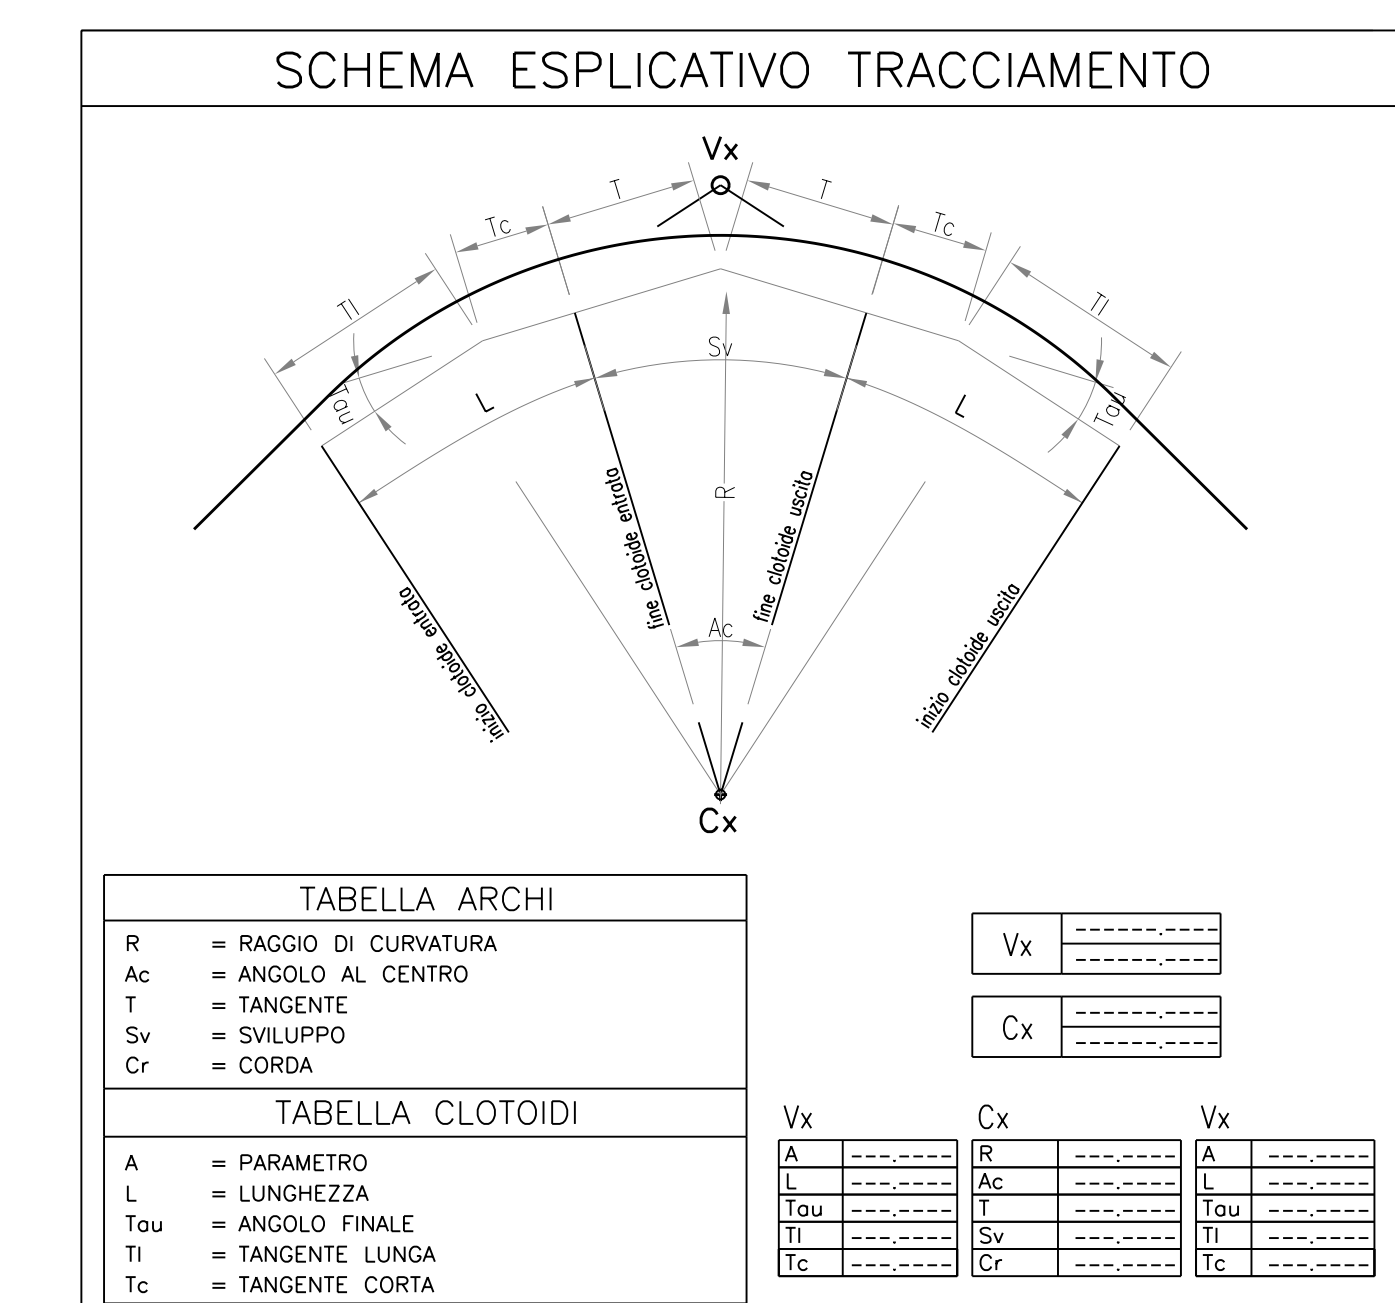 SCHEMA ESPLICATIVO TRACCIAMENTO
Vx
T
T
Tc
Tc
Tl
Tl
Sv
Tau
Tau
L
L
R
fine clotoide entrata
fine clotoide uscita
inizio clotoide entrata
inizio clotoide uscita
Ac
Cx
TABELLA ARCHI
R = RAGGIO DI CURVATURA
Ac = ANGOLO AL CENTRO
T = TANGENTE
Sv = SVILUPPO
Cr = CORDA
TABELLA CLOTOIDI
A = PARAMETRO
L = LUNGHEZZA
Tau = ANGOLO FINALE
Tl = TANGENTE LUNGA
Tc = TANGENTE CORTA
Vx ------.----
------.----
Cx ------.----
------.----
Vx Cx Vx
A ---.---- R ---.---- A ---.----
L ---.---- Ac ---.---- L ---.----
Tau ---.---- T ---.---- Tau ---.----
Tl ---.---- Sv ---.---- Tl ---.----
Tc ---.---- Cr ---.---- Tc ---.----